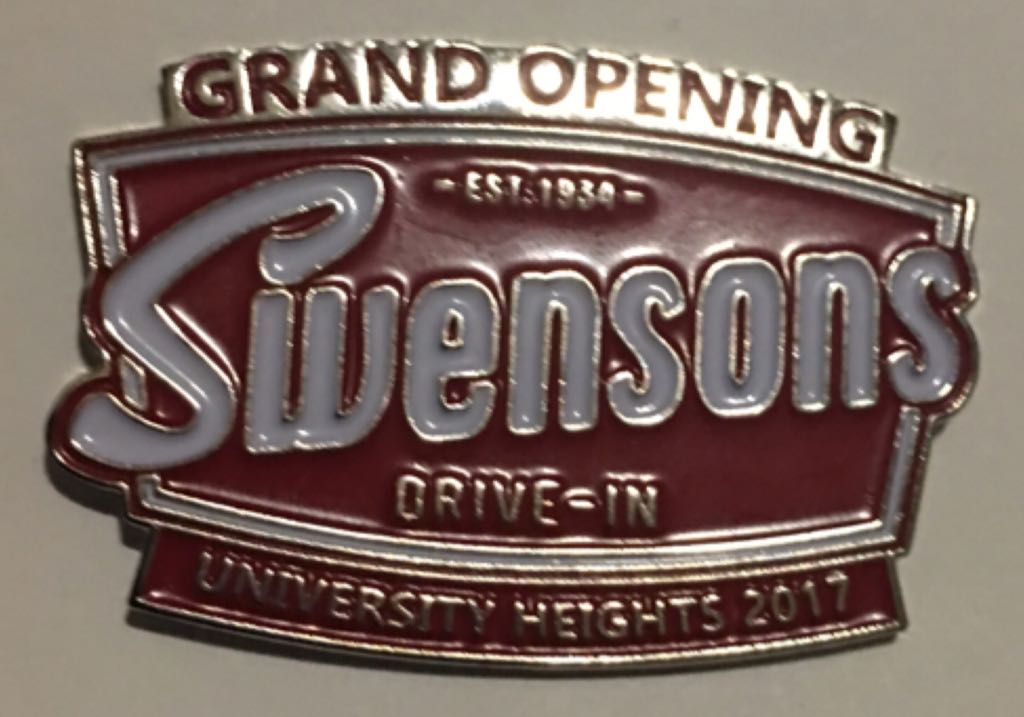 GRAND OPENING
- EST. 1934 -
Swensons
DRIVE-IN
UNIVERSITY HEIGHTS 2017